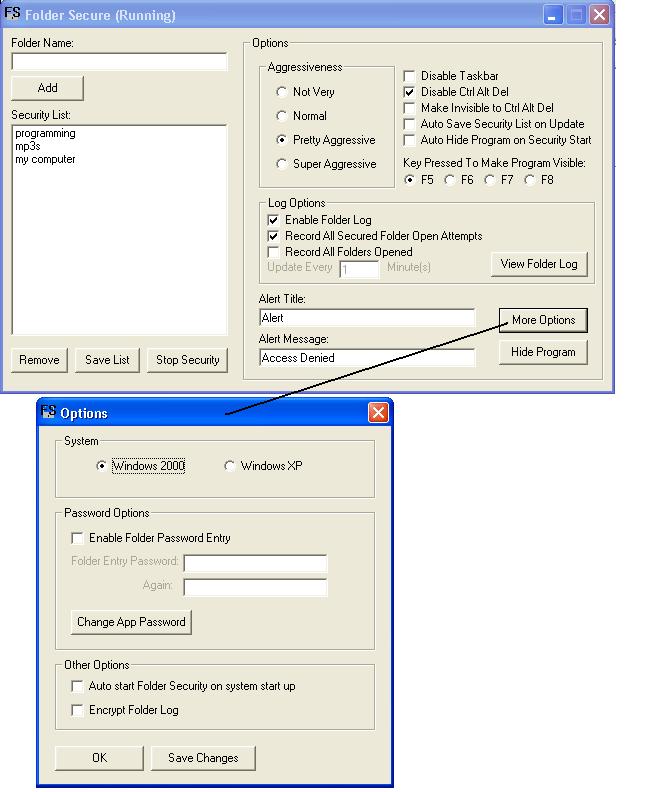 FS Folder Secure (Running)
Folder Name:
Add
Security List:
programming
mp3s
my computer
Remove
Save List
Stop Security
Options
Aggressiveness
Not Very
Normal
Pretty Aggressive
Super Aggressive
Disable Taskbar
Disable Ctrl Alt Del
Make Invisible to Ctrl Alt Del
Auto Save Security List on Update
Auto Hide Program on Security Start
Key Pressed To Make Program Visible:
F5 F6 F7 F8
Log Options
Enable Folder Log
Record All Secured Folder Open Attempts
Record All Folders Opened
Update Every 1 Minute(s)
View Folder Log
Alert Title:
Alert
Alert Message:
Access Denied
More Options
Hide Program
FS Options
System
Windows 2000 Windows XP
Password Options
Enable Folder Password Entry
Folder Entry Password:
Again:
Change App Password
Other Options
Auto start Folder Security on system start up
Encrypt Folder Log
OK
Save Changes